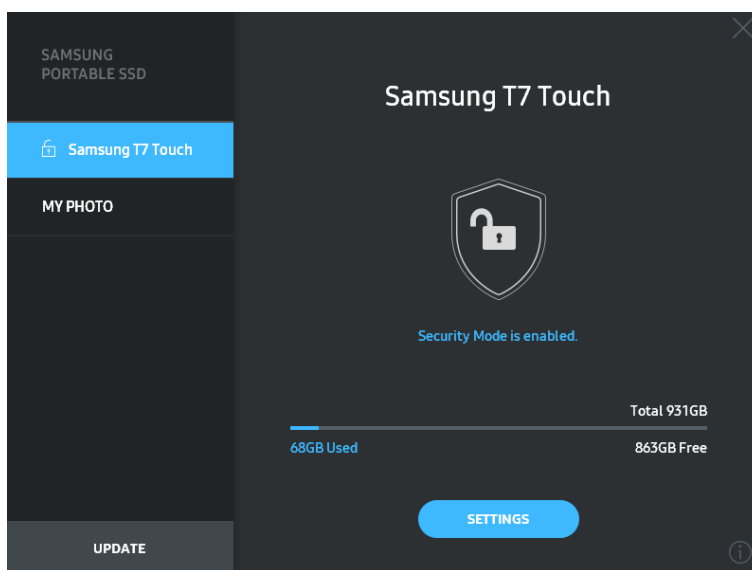 SAMSUNG
PORTABLE SSD
Samsung T7 Touch
MY PHOTO
UPDATE
Samsung T7 Touch
Security Mode is enabled.
Total 931GB
68GB Used
863GB Free
SETTINGS